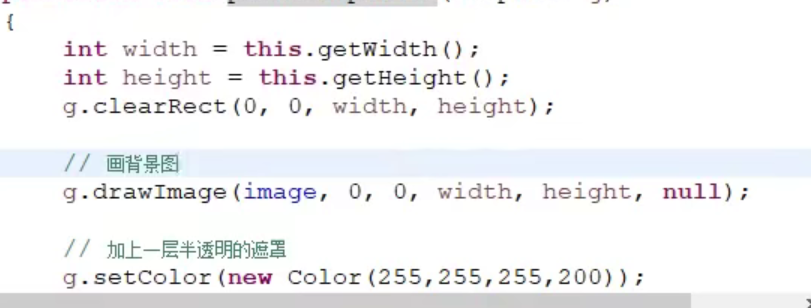 {
int width = this.getWidth();
int height = this.getHeight();
g.clearRect(0, 0, width, height);
// 画背景图
g.drawImage(image, 0, 0, width, height, null);
// 加上一层半透明的遮罩
g.setColor(new Color(255,255,255,200));